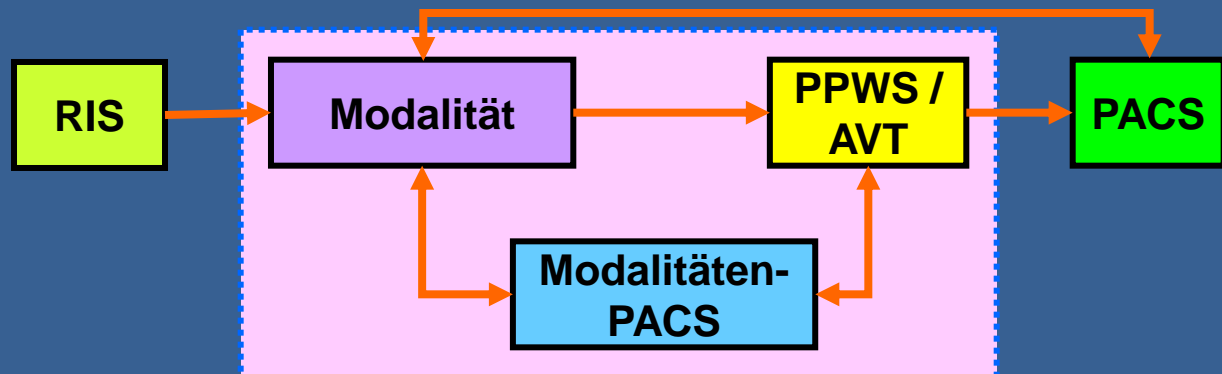 RIS
Modalität
PPWS /
AVT
PACS
Modalitäten-
PACS